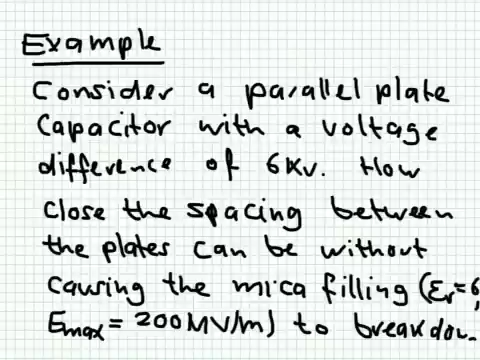 Example
Consider a parallel plate
Capacitor with a voltage
difference of 6Kv. How
close the spacing between
the plates can be without
causing the mica filling (Er=6,
Emax = 200MV/m) to breakdow